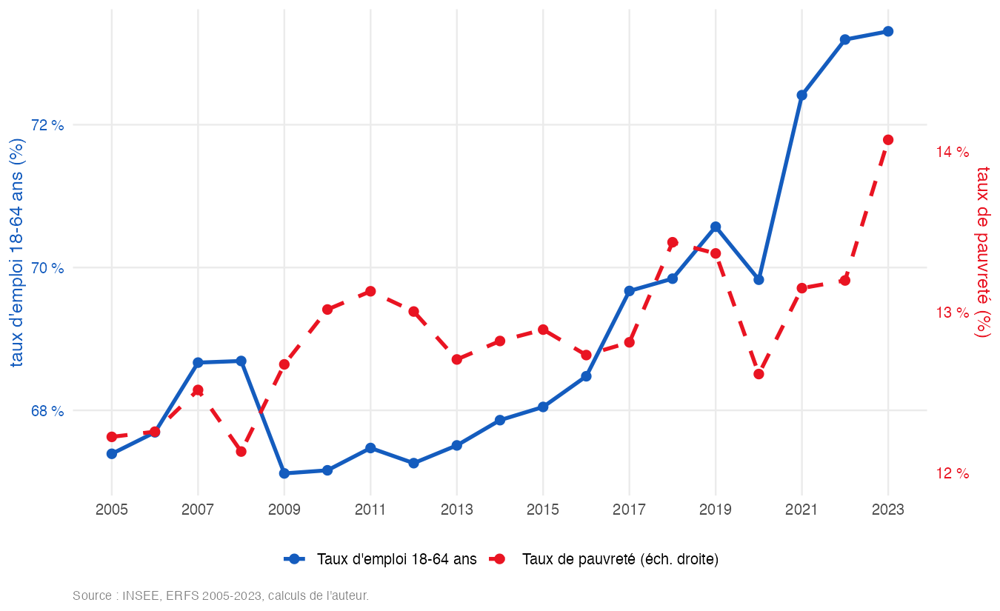 taux d'emploi 18-64 ans (%)
72 %
70 %
68 %
14 %
13 %
12 %
taux de pauvreté (%)
2005 2007 2009 2011 2013 2015 2017 2019 2021 2023
Taux d'emploi 18-64 ans Taux de pauvreté (éch. droite)
Source : INSEE, ERFS 2005-2023, calculs de l'auteur.